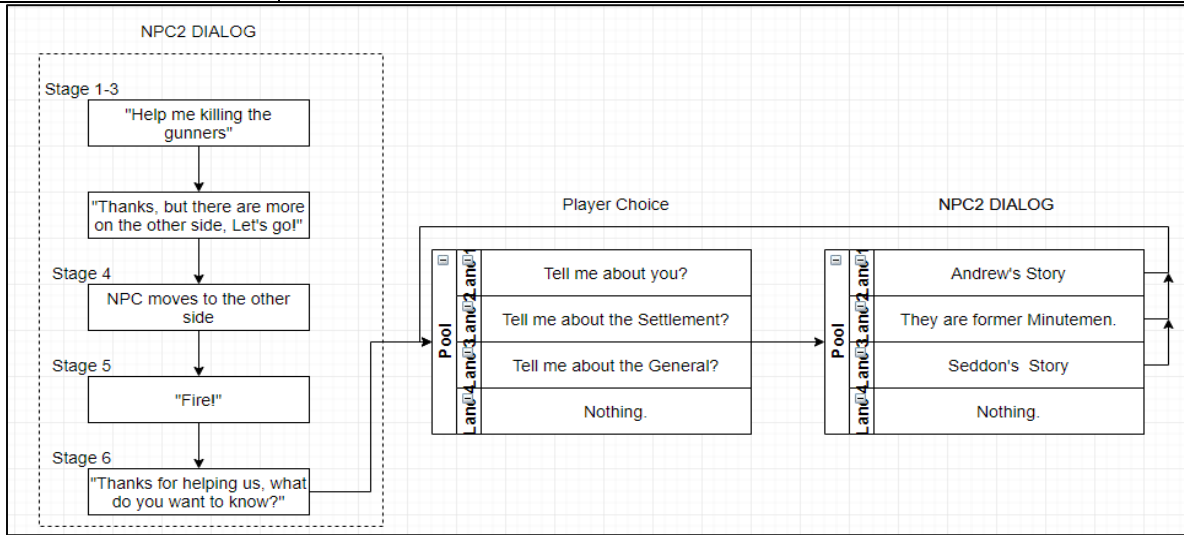 NPC2 DIALOG
Stage 1-3
"Help me killing the
gunners"
"Thanks, but there are more
on the other side, Let's go!"
Stage 4
NPC moves to the other
side
Stage 5
"Fire!"
Stage 6
"Thanks for helping us, what
do you want to know?"
Player Choice
Pool
Tell me about you?
Tell me about the Settlement?
Tell me about the General?
Nothing.
NPC2 DIALOG
Pool
Andrew's Story
They are former Minutemen.
Seddon's Story
Nothing.